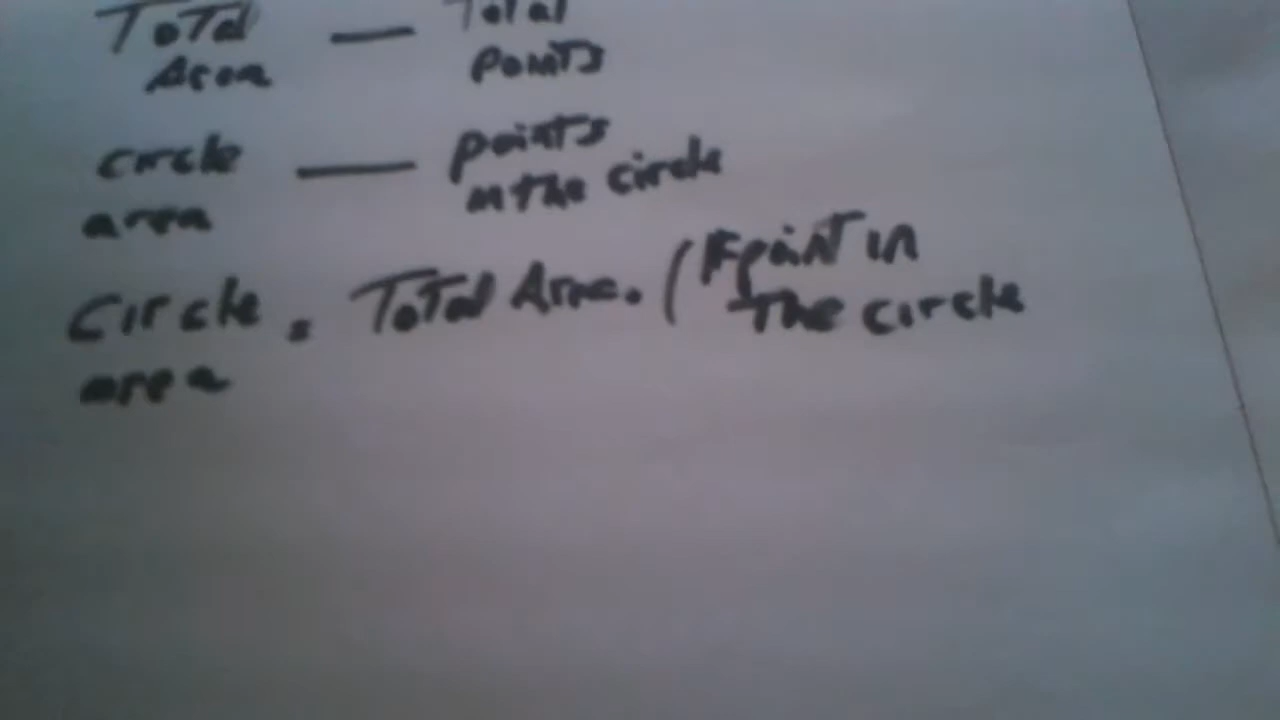 Total — Total
Area points
circle — points
area in the circle
Circle = Total Area. ( # point in
area the circle